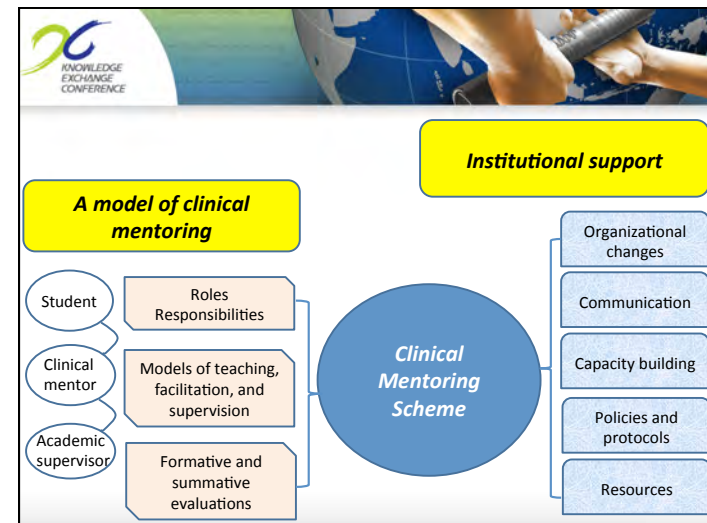 KNOWLEDGE
EXCHANGE
CONFERENCE
Institutional support
A model of clinical
mentoring
Student
Clinical
mentor
Academic
supervisor
Roles
Responsibilities
Models of teaching,
facilitation, and
supervision
Formative and
summative
evaluations
Clinical
Mentoring
Scheme
Organizational
changes
Communication
Capacity building
Policies and
protocols
Resources